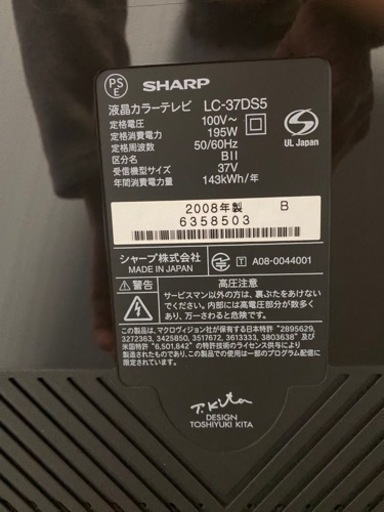 PS
E
SHARP
液晶カラーテレビ LC-37DS5
定格電圧 100V～
定格消費電力 195W
定格周波数 50/60Hz
区分名 BII
受信機型サイズ 37V
年間消費電力量 143kWh/年
UL Japan
2008年製 B
6358503
シャープ株式会社
MADE IN JAPAN
T A08-0044001
警告 高圧注意
サービスマン以外の方は、裏ぶたをあけない
でください。内部には高電圧部分が数多く
あり、万一さわると危険です。
この製品は、マクロヴィジョン社が保有する日本特許 "2895629,
3272363, 3425850, 3517672, 3613333, 3803638" 及び
米国特許 "6,501,842" の特許技術のライセンス供与により
製造されたものであり、この製品での使用は一部のプログラム配信に
限られています。
T.Kita
DESIGN
TOSHIYUKI KITA